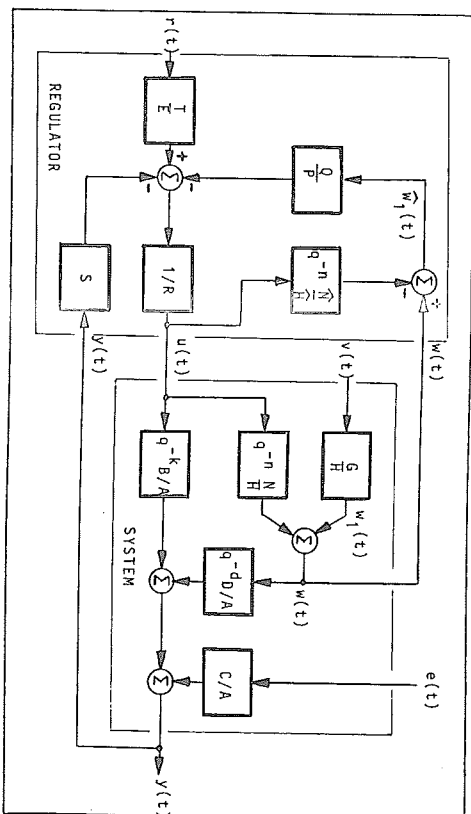 w(t)
e(t)
Σ
+
-
ŵ₁(t)
v(t)
G/H
w₁(t)
Q/P
q⁻ⁿ N̂/Ĥ
q⁻ⁿ N/H
Σ
w(t)
q⁻ᵈ D/A
C/A
r(t)
T/E
+
-
Σ
-
1/R
u(t)
q⁻ᵏ B/A
Σ
Σ
y(t)
S
y(t)
SYSTEM
REGULATOR